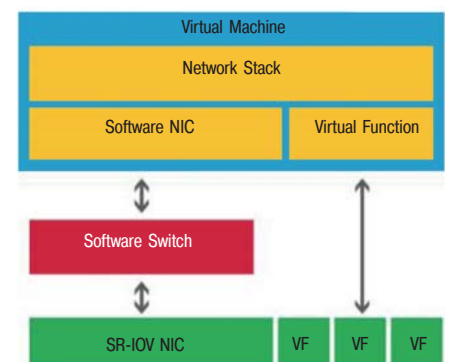 Virtual Machine
Network Stack
Software NIC
Virtual Function
Software Switch
SR-IOV NIC
VF
VF
VF